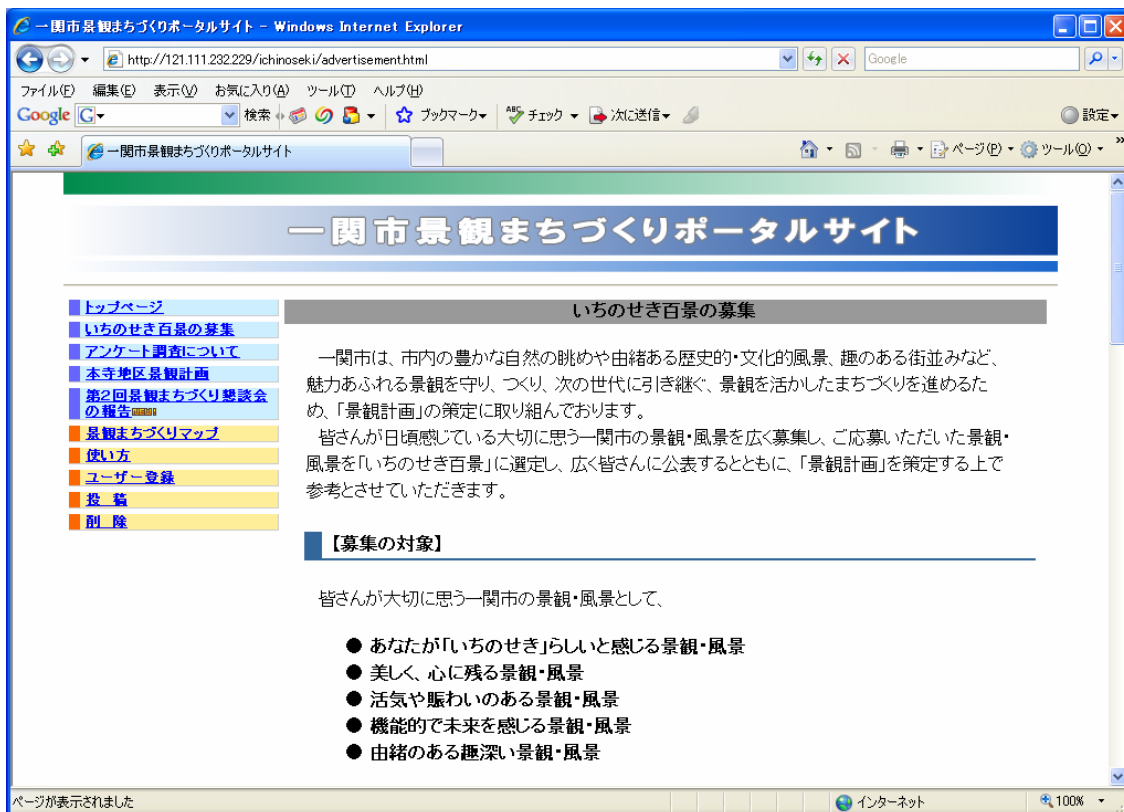 一関市景観まちづくりポータルサイト - Windows Internet Explorer
http://121.111.232.229/ichinoseki/advertisement.html
Google
ファイル(F) 編集(E) 表示(V) お気に入り(A) ツール(T) ヘルプ(H)
Google G 検索 ブックマーク ABC チェック 次に送信 設定
一関市景観まちづくりポータルサイト
ページ(P) ツール(O) »
一関市景観まちづくりポータルサイト
トップページ
いちのせき百景の募集
アンケート調査について
本寺地区景観計画
第2回景観まちづくり懇談会
の報告
景観まちづくりマップ
使い方
ユーザー登録
投 稿
削 除
いちのせき百景の募集
一関市は、市内の豊かな自然の眺めや由緒ある歴史的・文化的風景、趣のある街並みなど、
魅力あふれる景観を守り、つくり、次の世代に引き継ぐ、景観を活かしたまちづくりを進めるた
め、「景観計画」の策定に取り組んでおります。
皆さんが日頃感じている大切に思う一関市の景観・風景を広く募集し、ご応募いただいた景観・
風景を「いちのせき百景」に選定し、広く皆さんに公表するとともに、「景観計画」を策定する上で
参考とさせていただきます。
【募集の対象】
皆さんが大切に思う一関市の景観・風景として、
● あなたが「いちのせき」らしいと感じる景観・風景
● 美しく、心に残る景観・風景
● 活気や賑わいのある景観・風景
● 機能的で未来を感じる景観・風景
● 由緒のある趣深い景観・風景
ページが表示されました インターネット 100%